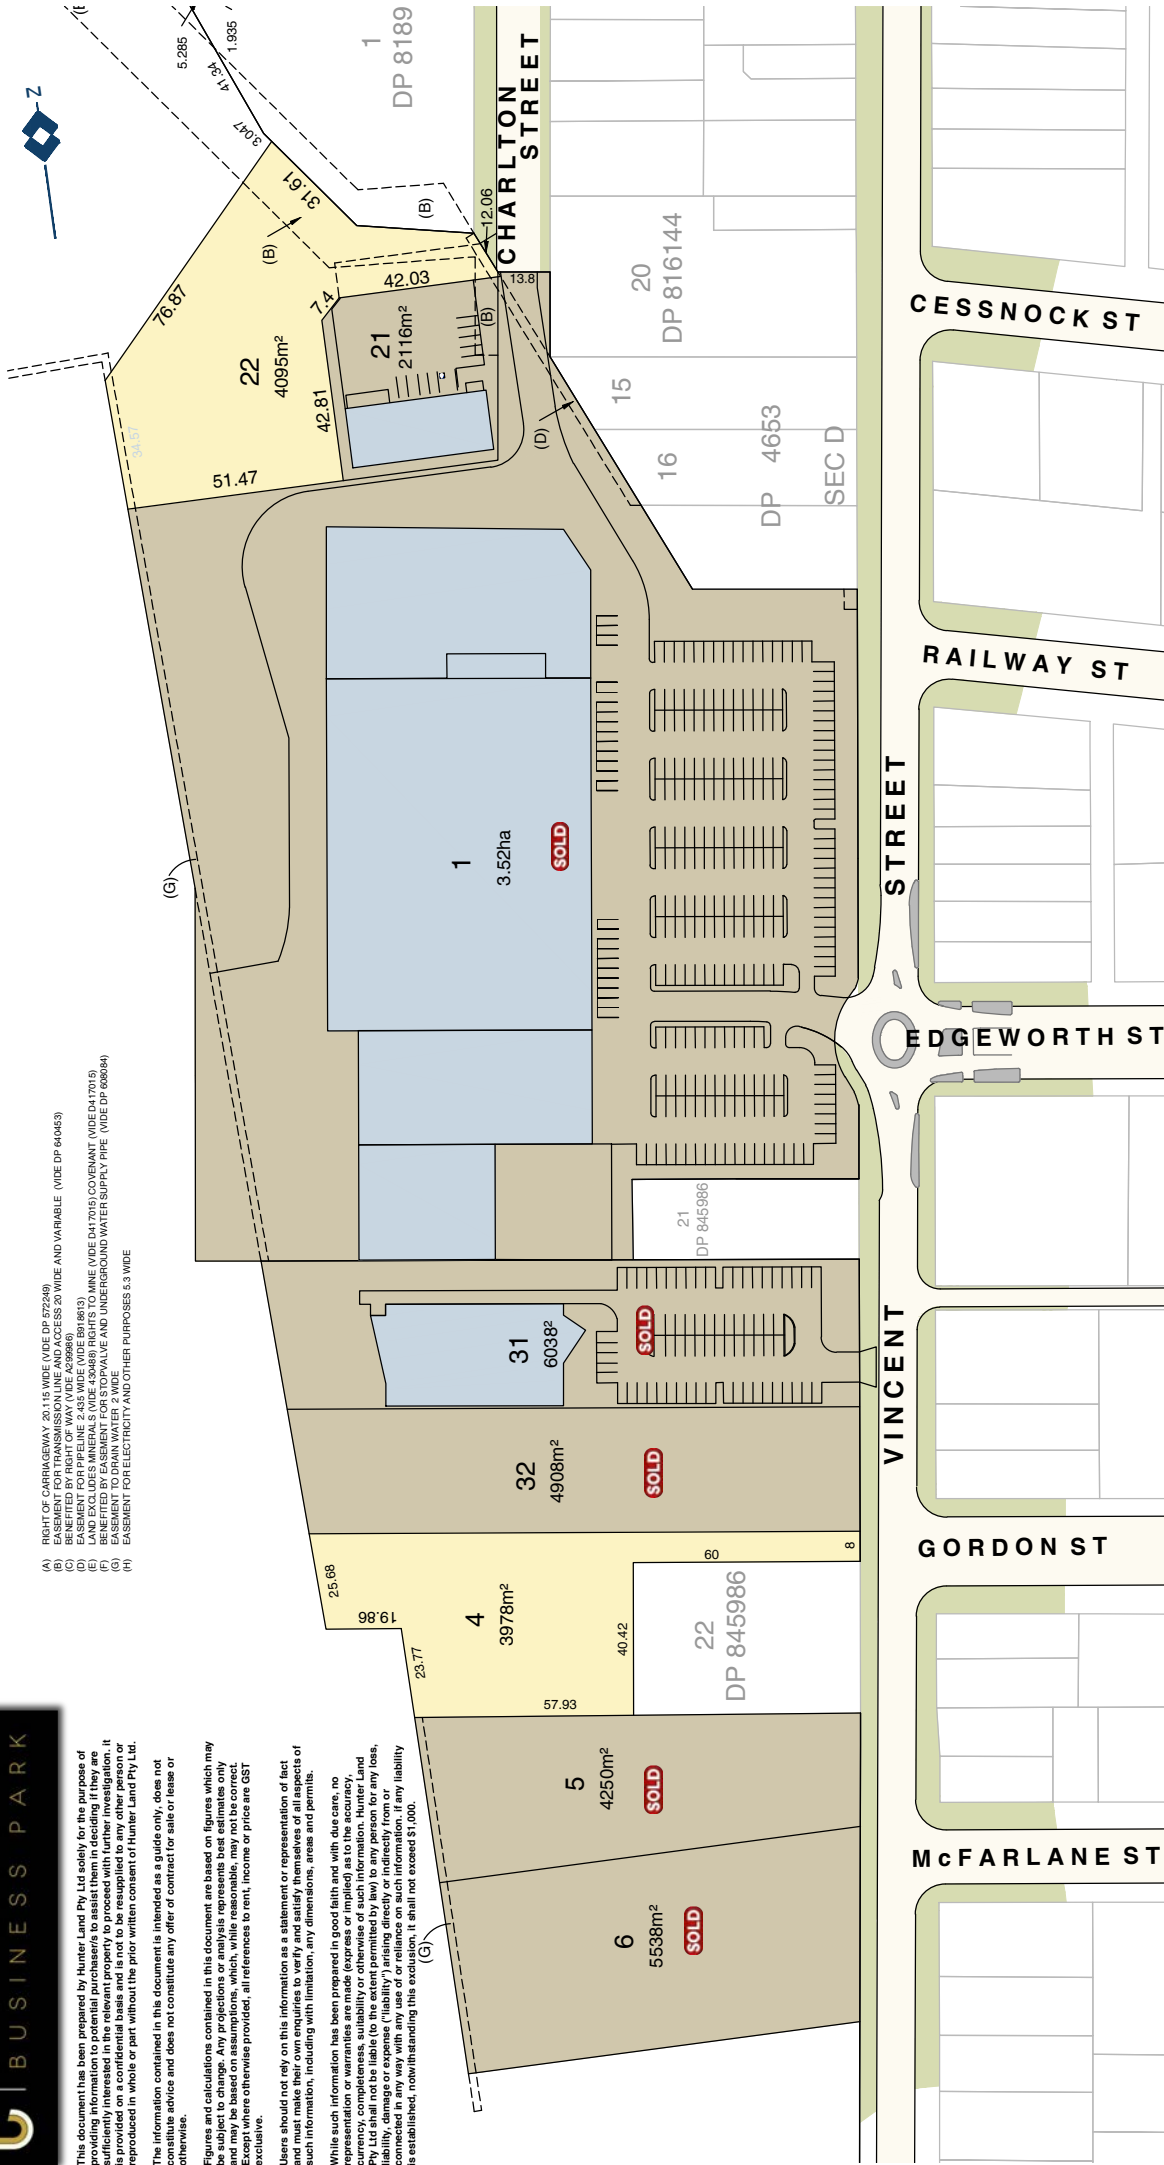 BUSINESS PARK
This document has been prepared by Hunter Land Pty Ltd solely for the purpose of
providing information to potential purchaser/s to assist them in deciding if they are
sufficiently interested in the relevant property to proceed with further investigation. it
is provided on a confidential basis and is not to be resupplied to any other person or
reproduced in whole or part without the prior written consent of Hunter Land Pty Ltd.
The information contained in this document is intended as a guide only, does not
constitute advice and does not constitute any offer of contract for sale or lease or
otherwise.
Figures and calculations contained in this document are based on figures which may
be subject to change. Any projections or analysis represents best estimates only
and may be based on assumptions, which, while reasonable, may not be correct.
Except where otherwise provided, all references to rent, income or price are GST
exclusive.
Users should not rely on this information as a statement or representation of fact
and must make their own enquiries to verify and satisfy themselves of all aspects of
such information, including with limitation, any dimensions, areas and permits.
While such information has been prepared in good faith and with due care, no
representation or warranties are made (express or implied) as to the accuracy,
currency, completeness, suitability or otherwise of such information. Hunter Land
Pty Ltd shall not be liable (to the extent permitted by law) to any person for any loss,
liability, damage or expense ("liability") arising directly or indirectly from or
connected in any way with any use of or reliance on such information. if any liability
is established, notwithstanding this exclusion, it shall not exceed $1,000.
(A) RIGHT OF CARRIAGEWAY 20.115 WIDE (VIDE DP 572249)
(B) EASEMENT FOR TRANSMISSION LINE AND ACCESS 20 WIDE AND VARIABLE (VIDE DP 640453)
(C) BENEFITED BY RIGHT OF WAY (VIDE A299986)
(D) EASEMENT FOR PIPELINE 2.435 WIDE (VIDE B918613)
(E) LAND EXCLUDES MINERALS (VIDE 430488) RIGHTS TO MINE (VIDE D417015) COVENANT (VIDE D417015)
(F) BENEFITED BY EASEMENT FOR STOPVALVE AND UNDERGROUND WATER SUPPLY PIPE (VIDE DP 608084)
(G) EASEMENT TO DRAIN WATER 2 WIDE
(H) EASEMENT FOR ELECTRICITY AND OTHER PURPOSES 5.3 WIDE
N
5.285
41.34
1.935
3.047
1
DP 8189
CHARLTON
STREET
31.61
(B)
(B)
12.06
76.87
7.4
42.03
13.8
(B)
22
4095m²
21
2116m²
42.81
34.57
51.47
(D)
20
DP 816144
15
16
DP 4653
SEC D
CESSNOCK ST
RAILWAY ST
(G)
1
3.52ha
SOLD
STREET
EDGEWORTH ST
21
DP 845986
31
6038²
SOLD
VINCENT
32
4908m²
SOLD
GORDON ST
25.68
19.86
23.77
4
3978m²
60
8
40.42
57.93
22
DP 845986
5
4250m²
SOLD
McFARLANE ST
(G)
6
5538m²
SOLD